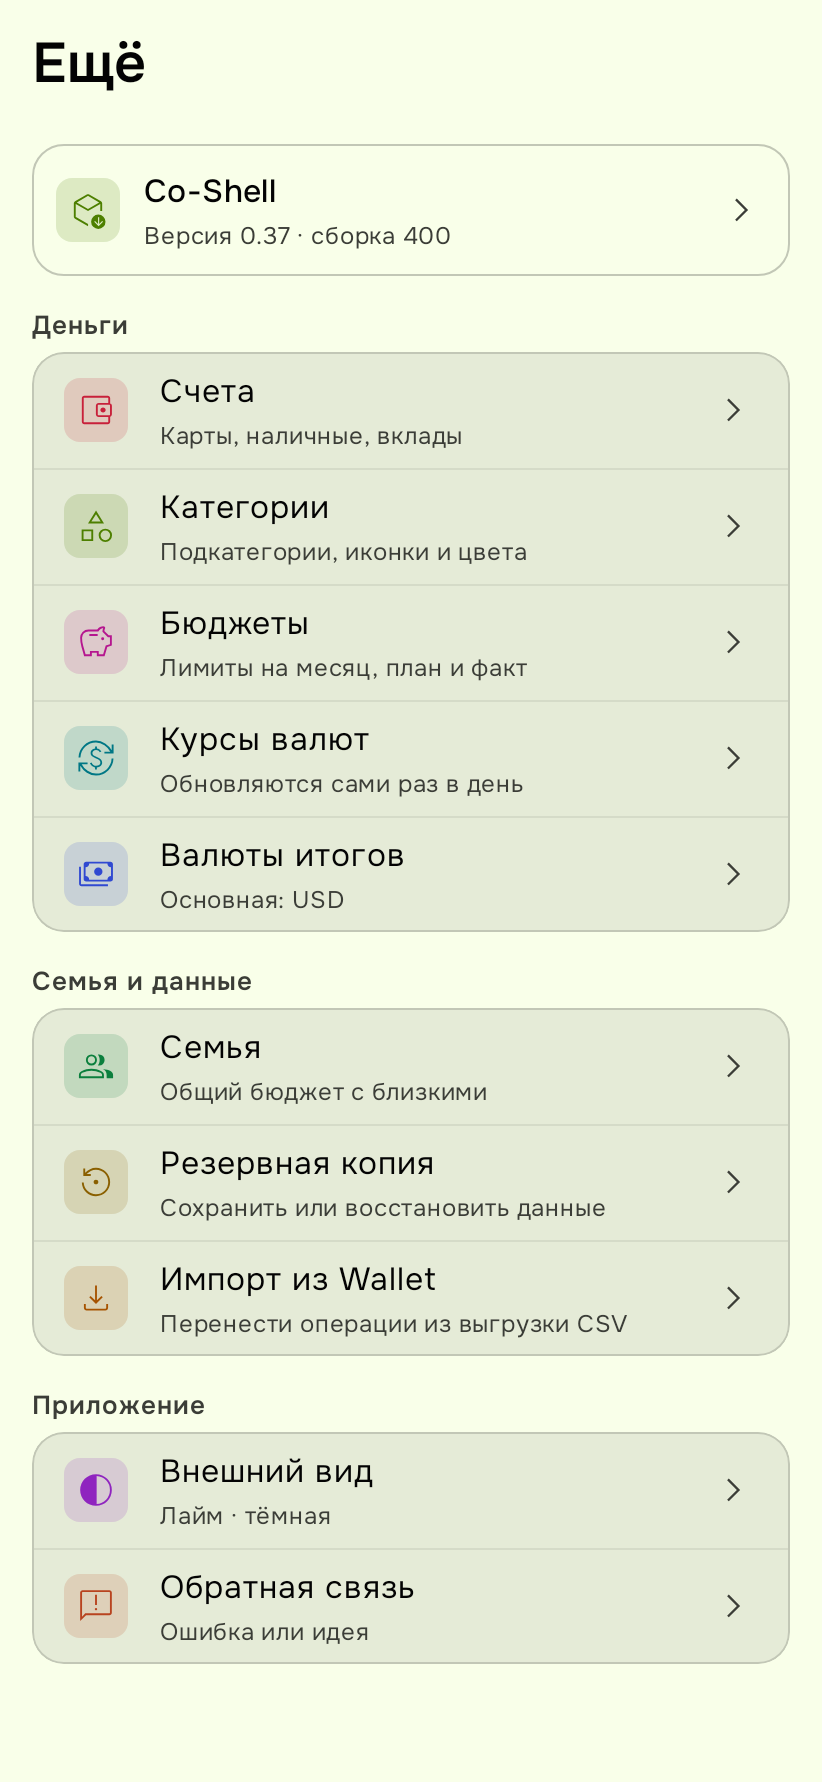 Ещё
Co-Shell
Версия 0.37 · сборка 400
Деньги
Счета
Карты, наличные, вклады
Категории
Подкатегории, иконки и цвета
Бюджеты
Лимиты на месяц, план и факт
Курсы валют
Обновляются сами раз в день
Валюты итогов
Основная: USD
Семья и данные
Семья
Общий бюджет с близкими
Резервная копия
Сохранить или восстановить данные
Импорт из Wallet
Перенести операции из выгрузки CSV
Приложение
Внешний вид
Лайм · тёмная
Обратная связь
Ошибка или идея